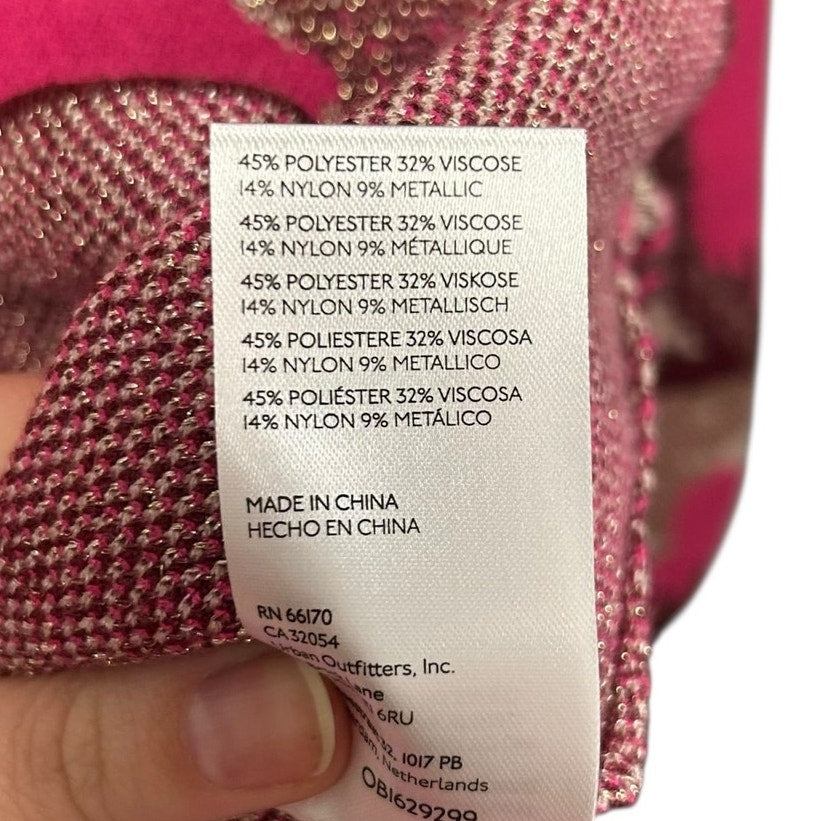 45% POLYESTER 32% VISCOSE
14% NYLON 9% METALLIC
45% POLYESTER 32% VISCOSE
14% NYLON 9% MÉTALLIQUE
45% POLYESTER 32% VISKOSE
14% NYLON 9% METALLISCH
45% POLIESTERE 32% VISCOSA
14% NYLON 9% METALLICO
45% POLIÉSTER 32% VISCOSA
14% NYLON 9% METÁLICO
MADE IN CHINA
HECHO EN CHINA
RN 66170
CA32054
Urban Outfitters, Inc.
Lane
6RU
32, 1017 PB
Netherlands
OB1629299